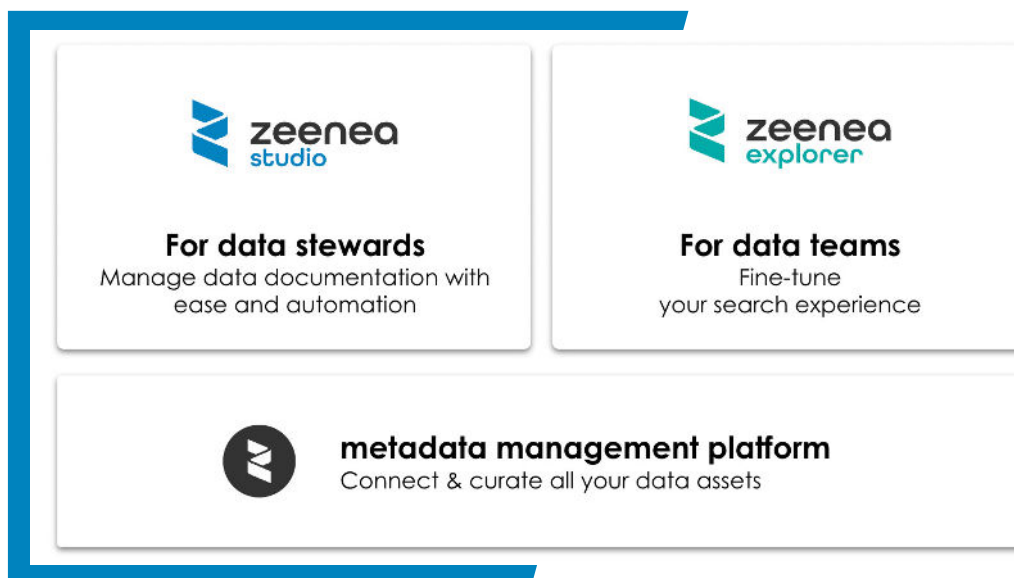 zeenea
studio
For data stewards
Manage data documentation with
ease and automation
zeenea
explorer
For data teams
Fine-tune
your search experience
metadata management platform
Connect & curate all your data assets